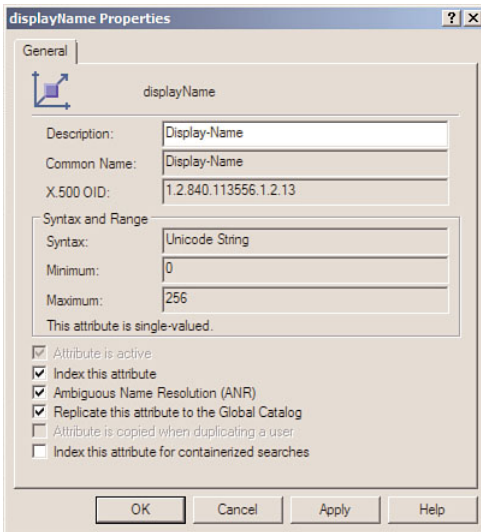 displayName Properties
General
displayName
Description: Display-Name
Common Name: Display-Name
X.500 OID: 1.2.840.113556.1.2.13
Syntax and Range
Syntax: Unicode String
Minimum: 0
Maximum: 256
This attribute is single-valued.
Attribute is active
Index this attribute
Ambiguous Name Resolution (ANR)
Replicate this attribute to the Global Catalog
Attribute is copied when duplicating a user
Index this attribute for containerized searches
OK Cancel Apply Help